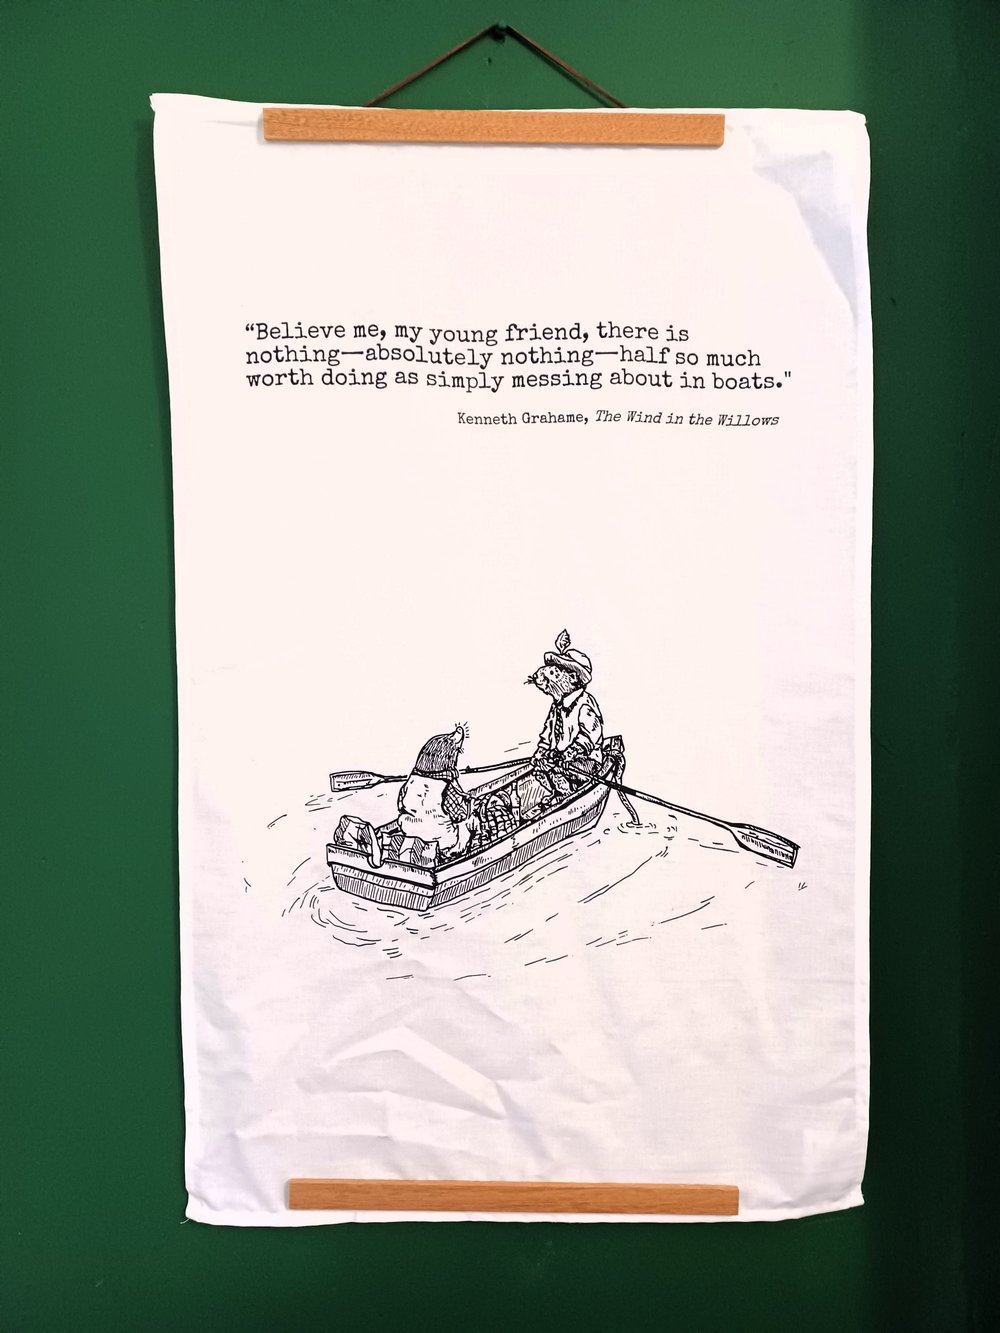 “Believe me, my young friend, there is
nothing—absolutely nothing—half so much
worth doing as simply messing about in boats."
Kenneth Grahame, The Wind in the Willows